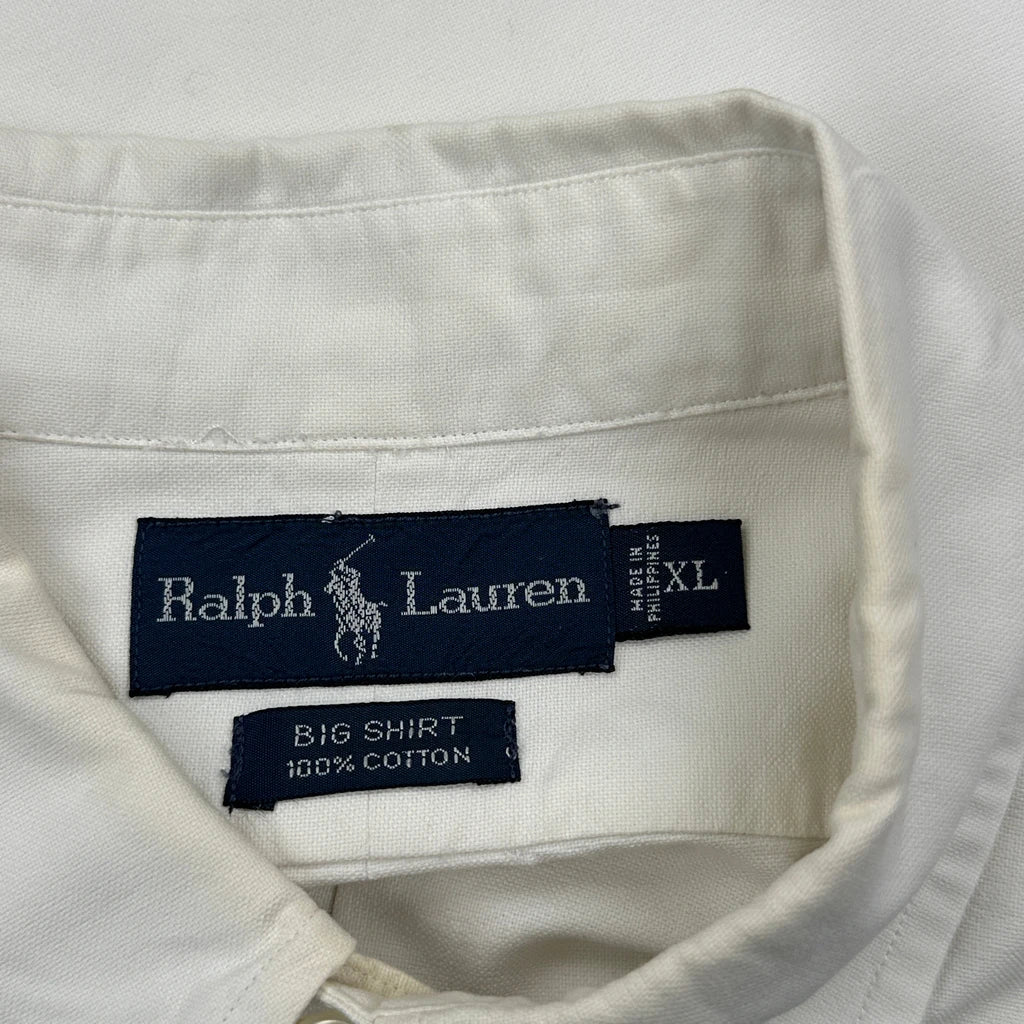 Ralph Lauren
MADE IN
PHILIPPINES
XL
BIG SHIRT
100% COTTON